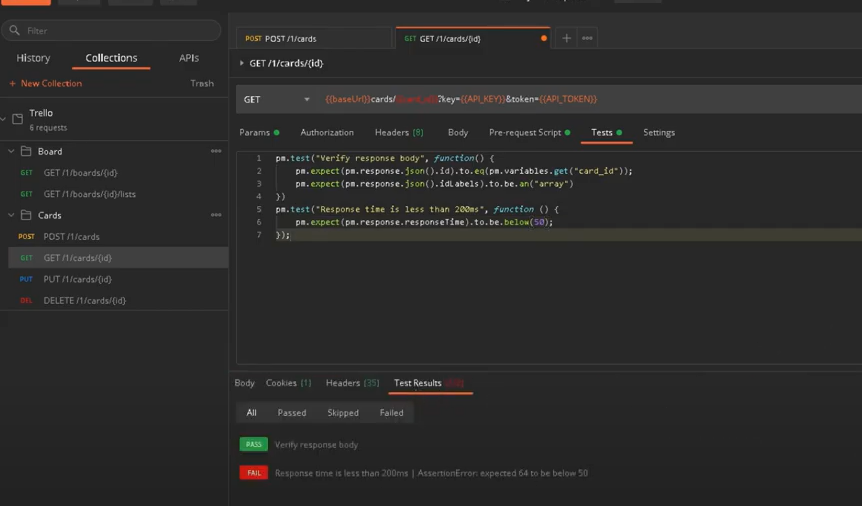 Filter
History Collections APIs
+ New Collection Trash
Trello
6 requests
Board
GET GET /1/boards/{id}
GET GET /1/boards/{id}/lists
Cards
POST POST /1/cards
GET GET /1/cards/{id}
PUT PUT /1/cards/{id}
DEL DELETE /1/cards/{id}
POST POST /1/cards
GET GET /1/cards/{id}
GET /1/cards/{id}
GET {{baseUrl}}cards/ ?key={{API_KEY}}&token={{API_TOKEN}}
Params Authorization Headers (8) Body Pre-request Script Tests Settings
1 pm.test("Verify response body", function() {
2 pm.expect(pm.response.json().id).to.eq(pm.variables.get("card_id"));
3 pm.expect(pm.response.json().idLabels).to.be.an("array")
4 })
5 pm.test("Response time is less than 200ms", function () {
6 pm.expect(pm.response.responseTime).to.be.below(50);
7 });
Body Cookies (1) Headers (35) Test Results
All Passed Skipped Failed
PASS Verify response body
FAIL Response time is less than 200ms | AssertionError: expected 64 to be below 50